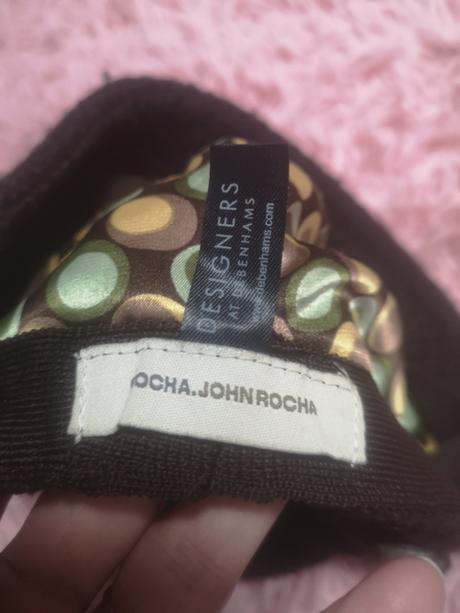 DESIGNERS
AT DEBENHAMS
www.debenhams.com
ROCHA.JOHNROCHA